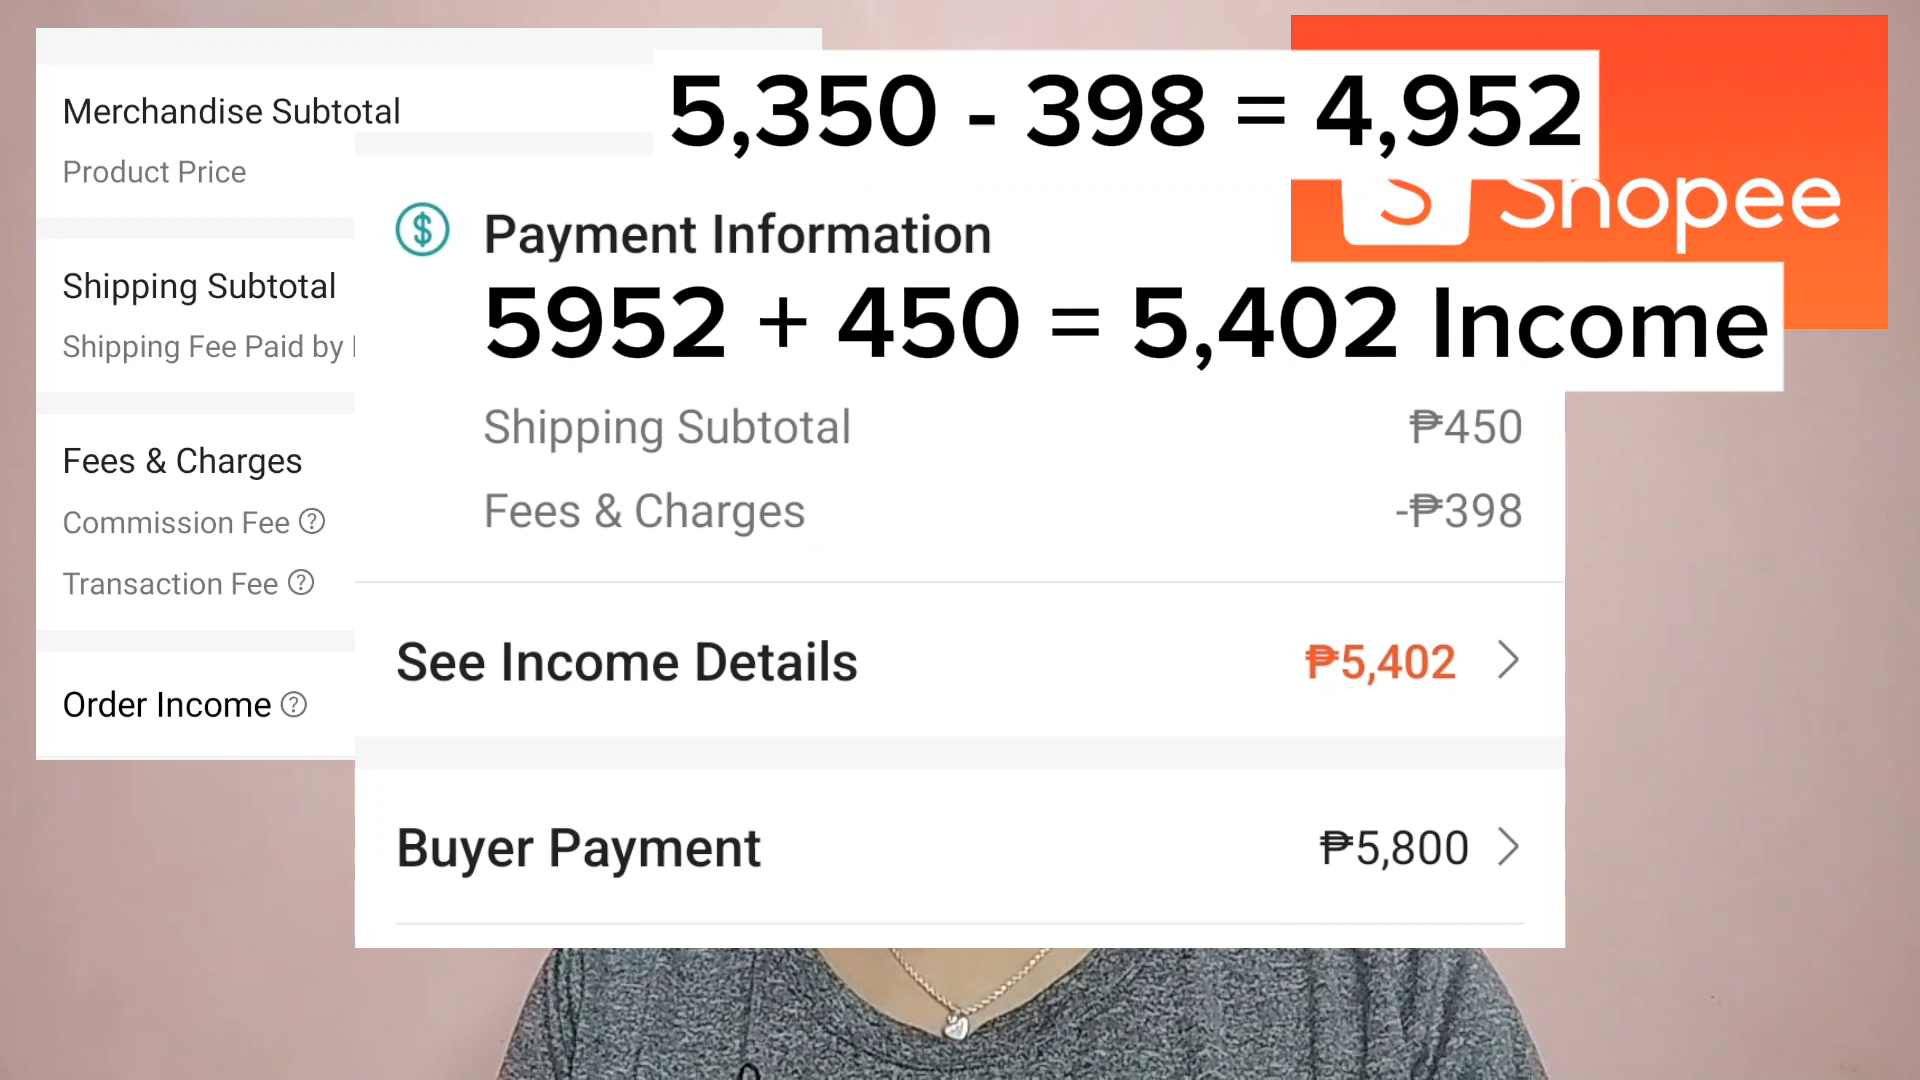 Merchandise Subtotal
Product Price
Shipping Subtotal
Shipping Fee Paid by
Fees & Charges
Commission Fee ?
Transaction Fee ?
Order Income ?
5,350 - 398 = 4,952
Shopee
$ Payment Information
5952 + 450 = 5,402 Income
Shipping Subtotal ₱450
Fees & Charges -₱398
See Income Details ₱5,402 >
Buyer Payment ₱5,800 >